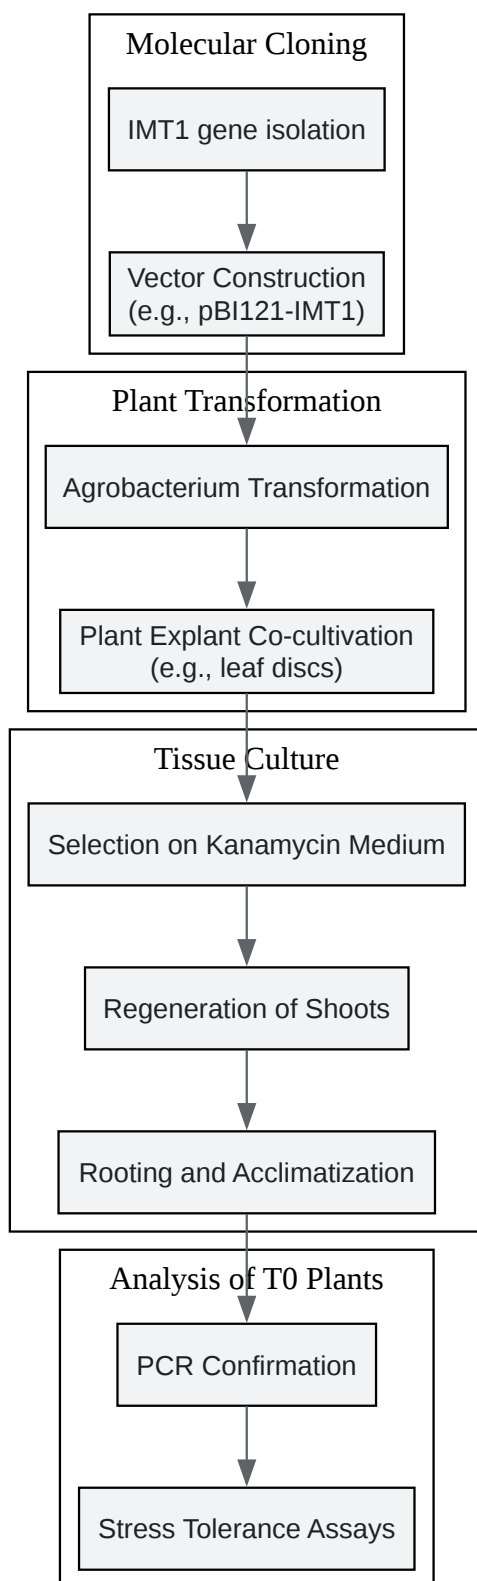 Molecular Cloning
IMT1 gene isolation
Vector Construction
(e.g., pBI121-IMT1)
Plant Transformation
Agrobacterium Transformation
Plant Explant Co-cultivation
(e.g., leaf discs)
Tissue Culture
Selection on Kanamycin Medium
Regeneration of Shoots
Rooting and Acclimatization
Analysis of T0 Plants
PCR Confirmation
Stress Tolerance Assays